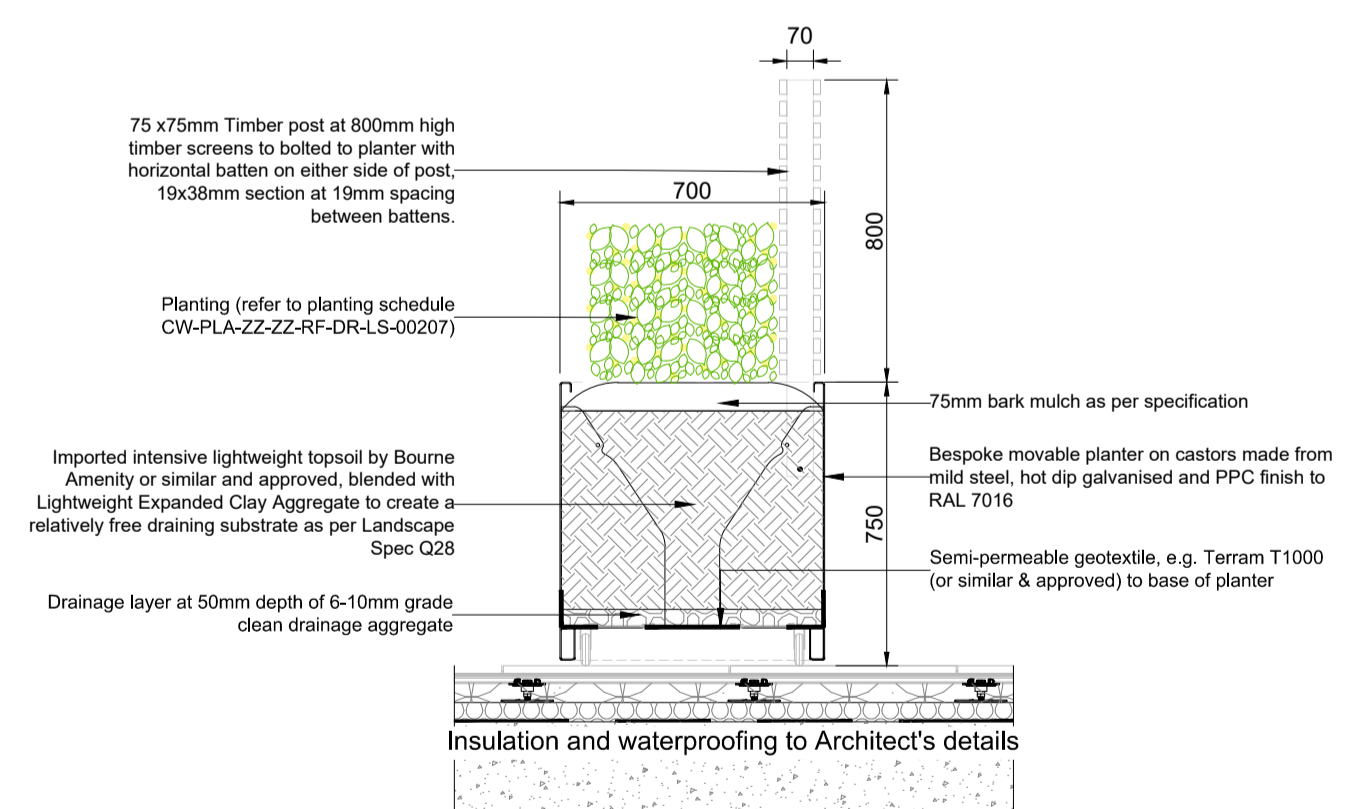 70
75 x75mm Timber post at 800mm high
timber screens to bolted to planter with
horizontal batten on either side of post,
19x38mm section at 19mm spacing
between battens.
700
800
Planting (refer to planting schedule
CW-PLA-ZZ-ZZ-RF-DR-LS-00207)
75mm bark mulch as per specification
Imported intensive lightweight topsoil by Bourne
Amenity or similar and approved, blended with
Lightweight Expanded Clay Aggregate to create a
relatively free draining substrate as per Landscape
Spec Q28
Bespoke movable planter on castors made from
mild steel, hot dip galvanised and PPC finish to
RAL 7016
750
Semi-permeable geotextile, e.g. Terram T1000
(or similar & approved) to base of planter
Drainage layer at 50mm depth of 6-10mm grade
clean drainage aggregate
Insulation and waterproofing to Architect's details